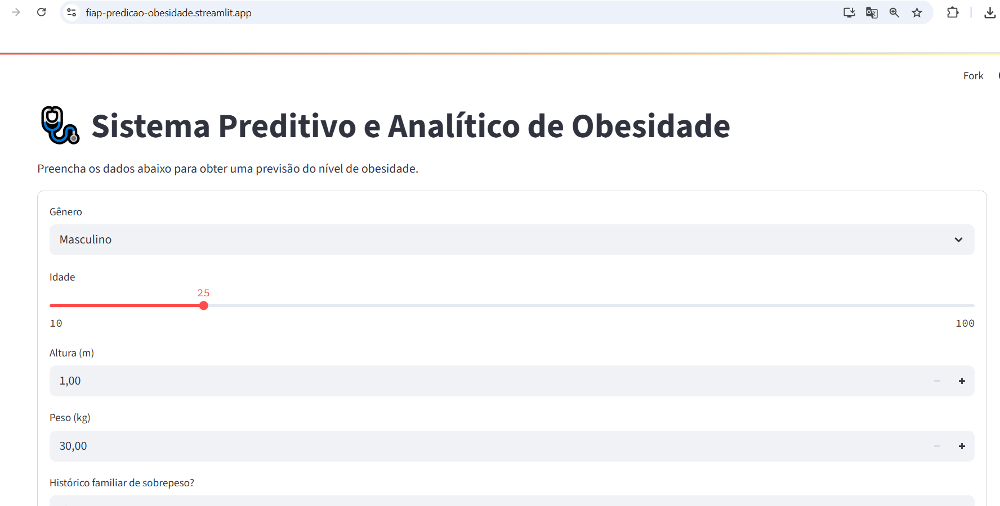 fiap-predicao-obesidade.streamlit.app
Fork
Sistema Preditivo e Analítico de Obesidade
Preencha os dados abaixo para obter uma previsão do nível de obesidade.
Gênero
Masculino
Idade
25
10 100
Altura (m)
1,00
Peso (kg)
30,00
Histórico familiar de sobrepeso?